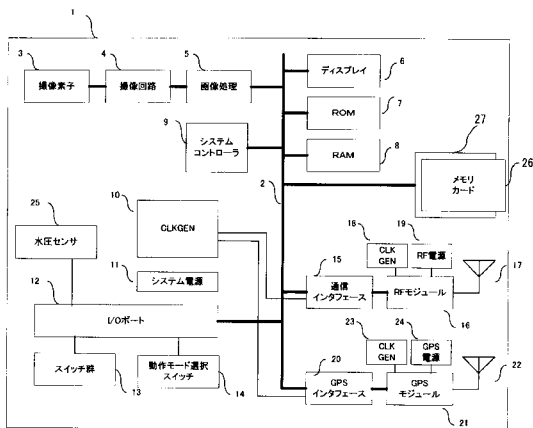 1
3
4
5
撮像素子
撮像回路
画像処理
ディスプレイ
6
ROM
7
RAM
8
9
システム
コントローラ
2
27
26
メモリ
カード
25
水圧センサ
10
CLKGEN
11
システム電源
12
I/Oポート
スイッチ群
13
動作モード選択
スイッチ
14
15
通信
インタフェース
18
CLK
GEN
19
RF電源
RFモジュール
16
17
20
GPS
インタフェース
23
CLK
GEN
24
GPS
電源
GPS
モジュール
21
22